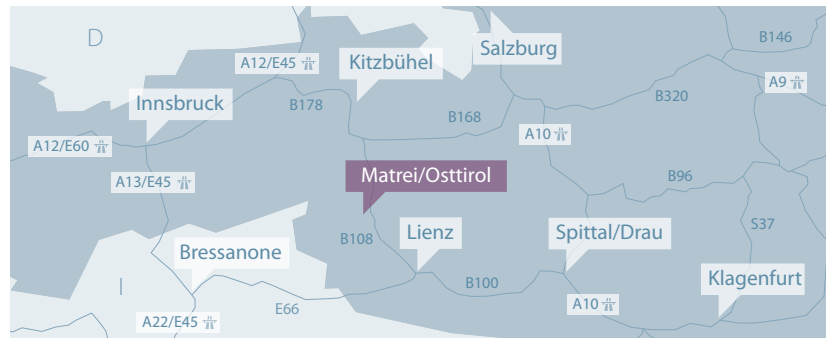 D
Salzburg
B146
A12/E45
Kitzbühel
A9
Innsbruck
B178
B168
B320
A10
A12/E60
A13/E45
Matrei/Osttirol
B96
S37
B108
Lienz
Spittal/Drau
Bressanone
Klagenfurt
I
B100
E66
A10
A22/E45